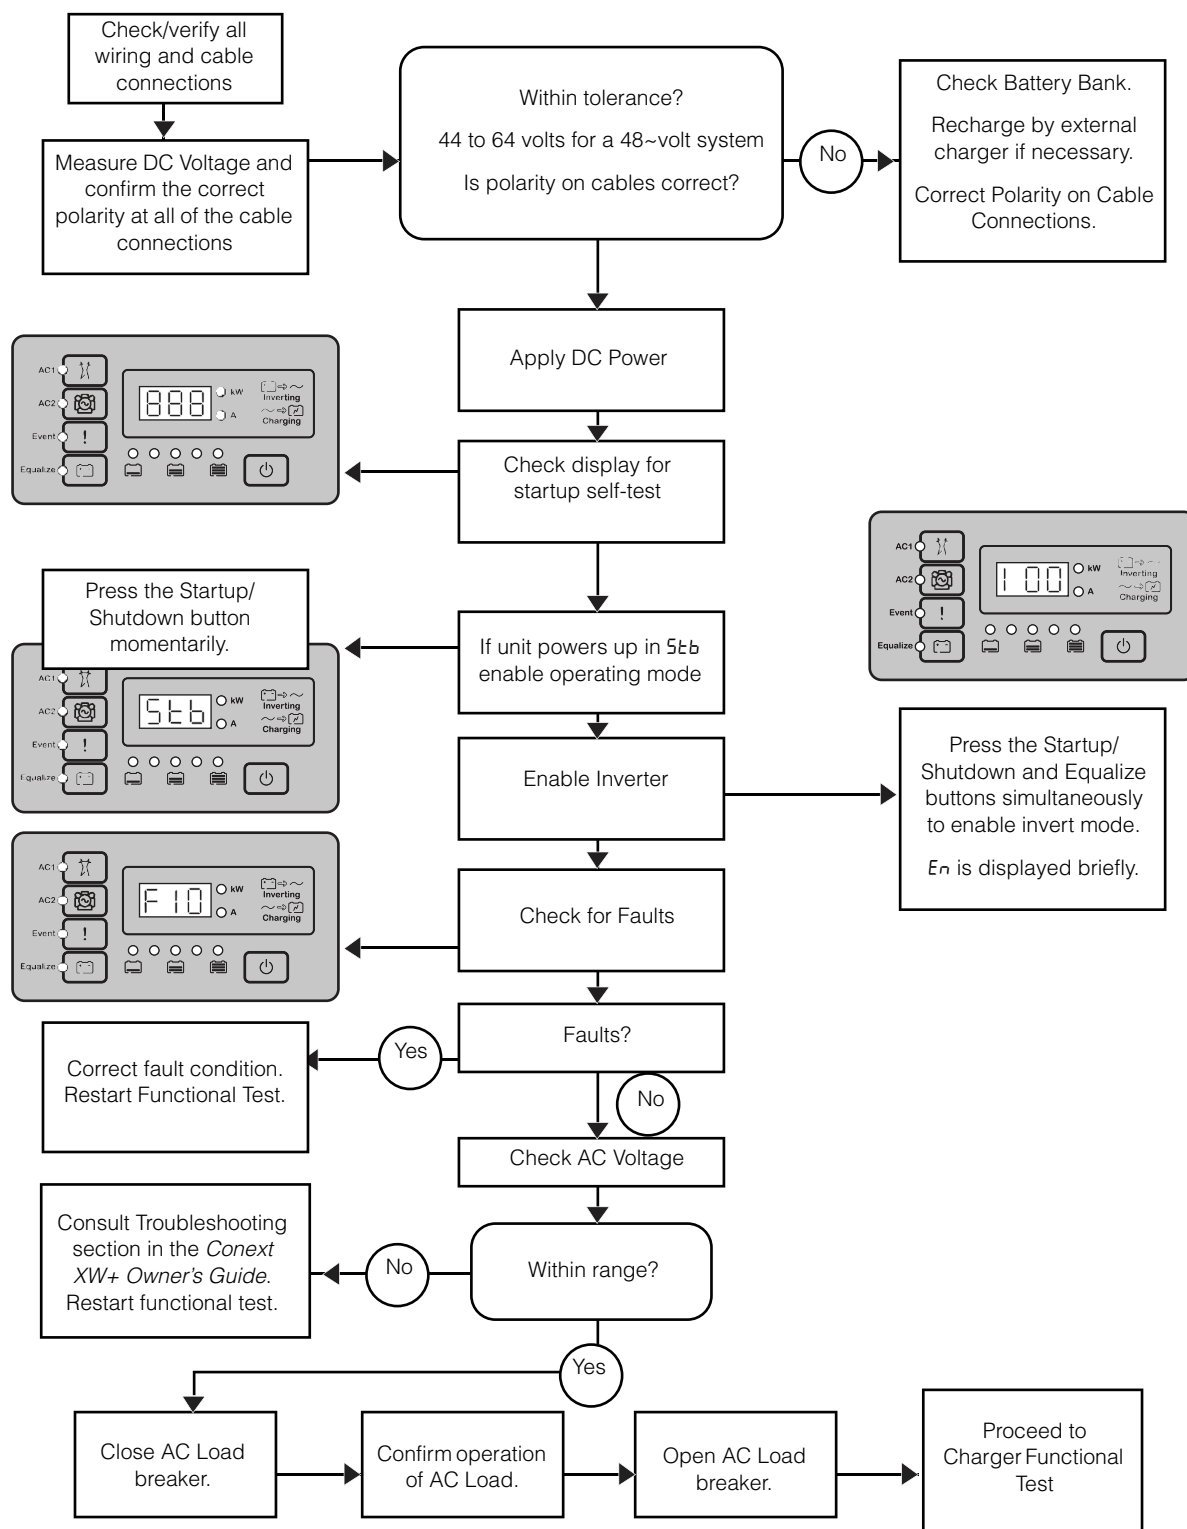 Check/verify all
wiring and cable
connections
Within tolerance?
44 to 64 volts for a 48~volt system
Is polarity on cables correct?
No
Check Battery Bank.
Recharge by external
charger if necessary.
Correct Polarity on Cable
Connections.
Measure DC Voltage and
confirm the correct
polarity at all of the cable
connections
Apply DC Power
AC1
AC2
Event
Equalize
888
kW
A
Inverting
Charging
Check display for
startup self-test
AC1
AC2
Event
Equalize
100
kW
A
Inverting
Charging
Press the Startup/
Shutdown button
momentarily.
If unit powers up in Stb
enable operating mode
AC1
AC2
Event
Equalize
Stb
kW
A
Inverting
Charging
Enable Inverter
Press the Startup/
Shutdown and Equalize
buttons simultaneously
to enable invert mode.
En is displayed briefly.
AC1
AC2
Event
Equalize
F10
kW
A
Inverting
Charging
Check for Faults
Faults?
Yes
Correct fault condition.
Restart Functional Test.
No
Check AC Voltage
Within range?
No
Consult Troubleshooting
section in the Conext
XW+ Owner's Guide.
Restart functional test.
Yes
Close AC Load
breaker.
Confirm operation
of AC Load.
Open AC Load
breaker.
Proceed to
Charger Functional
Test